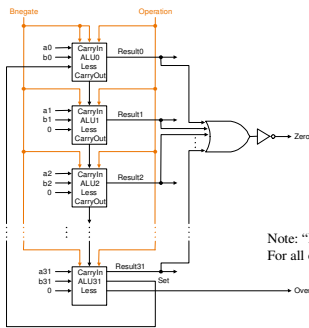 Bnegate Operation
a0 CarryIn Result0
b0 ALU0
Less
CarryOut
a1 CarryIn Result1
b1 ALU1
0 Less
CarryOut
Zero
a2 CarryIn Result2
b2 ALU2
0 Less
CarryOut
Note: “
For all
a31 CarryIn Result31
b31 ALU31 Set
0 Less Over